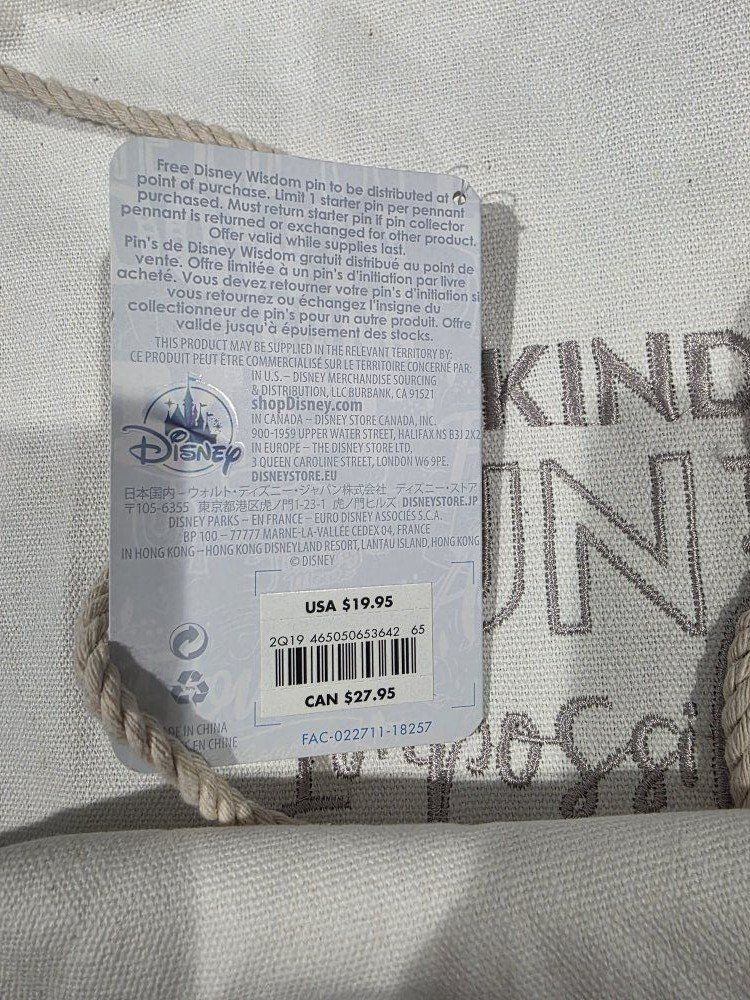 Free Disney Wisdom pin to be distributed at
point of purchase. Limit 1 starter pin per pennant
purchased. Must return starter pin if pin collector
pennant is returned or exchanged for other product.
Offer valid while supplies last.
Pin's de Disney Wisdom gratuit distribué au point de
vente. Offre limitée à un pin's d'initiation par livre
acheté. Vous devez retourner votre pin's d'initiation si
vous retournez ou échangez l'insigne du
collectionneur de pin's pour un autre produit. Offre
valide jusqu'à épuisement des stocks.
THIS PRODUCT MAY BE SUPPLIED IN THE RELEVANT TERRITORY BY:
CE PRODUIT PEUT ÊTRE COMMERCIALISÉ SUR LE TERRITOIRE CONCERNÉ PAR:
IN U.S. – DISNEY MERCHANDISE SOURCING
& DISTRIBUTION, LLC BURBANK, CA 91521
ShopDisney.com
IN CANADA – DISNEY STORE CANADA, INC.
900-1959 UPPER WATER STREET, HALIFAX NS B3J 2X2
IN EUROPE – THE DISNEY STORE LTD.
3 QUEEN CAROLINE STREET, LONDON W6 9PE.
DISNEYSTORE.EU
DISNEY
日本国内 – ウォルト・ディズニー・ジャパン株式会社 ディズニーストア
〒105-6355 東京都港区虎ノ門1-23-1 虎ノ門ヒルズ DISNEYSTORE.JP
DISNEY PARKS – EN FRANCE – EURO DISNEY ASSOCIÉS S.C.A.
BP 100 – 77777 MARNE-LA-VALLÉE CEDEX 04, FRANCE
IN HONG KONG – HONG KONG DISNEYLAND RESORT, LANTAU ISLAND, HONG KONG
© DISNEY
USA $19.95
2Q19 465050653642 65
CAN $27.95
DE IN CHINA
EN CHINE
FAC-022711-18257
KIND
UN